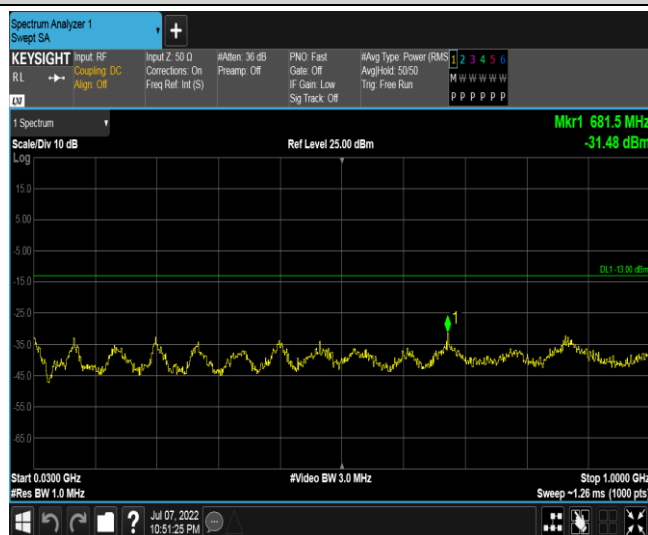 Spectrum Analyzer 1
Swept SA
+
KEYSIGHT
RL
LXI
Input: RF
Coupling: DC
Align: Off
Input Z: 50 Ω
Corrections: On
Freq Ref: Int (S)
#Atten: 36 dB
Preamp: Off
PNO: Fast
Gate: Off
IF Gain: Low
Sig Track: Off
#Avg Type: Power (RMS
Avg|Hold: 50/50
Trig: Free Run
1 2 3 4 5 6
M W W W W W
P P P P P P
1 Spectrum
Mkr1 681.5 MHz
-31.48 dBm
Scale/Div 10 dB
Ref Level 25.00 dBm
Log
15.0
5.00
-5.00
DL1 -13.00 dBm
-15.0
-25.0
1
-35.0
-45.0
-55.0
-65.0
Start 0.0300 GHz
#Video BW 3.0 MHz
Stop 1.0000 GHz
#Res BW 1.0 MHz
Sweep ~1.26 ms (1000 pts)
?
Jul 07, 2022
10:51:25 PM